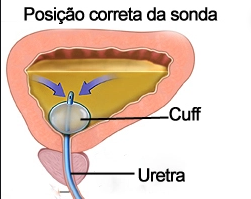 Posição correta da sonda
Cuff
Uretra